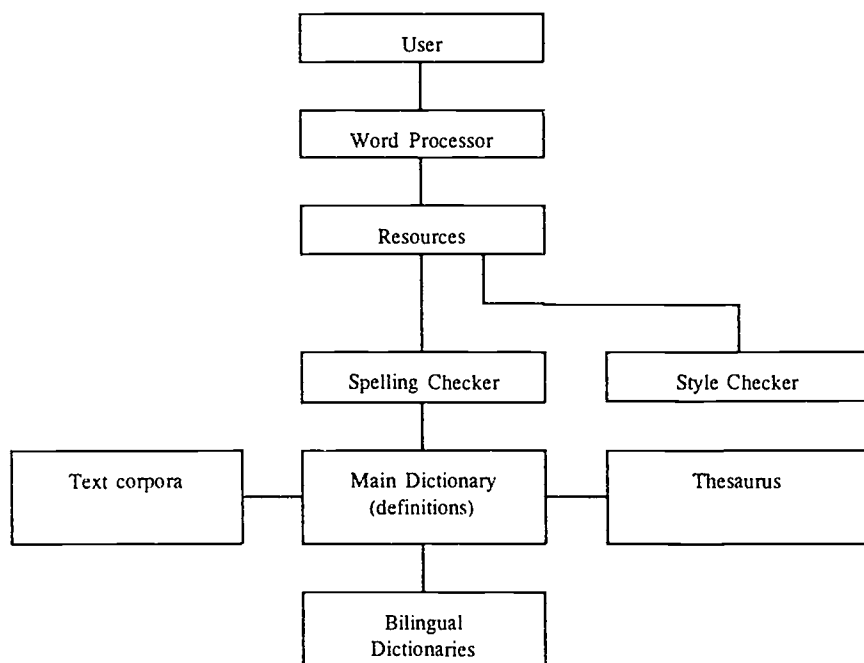 User
Word Processor
Resources
Spelling Checker
Style Checker
Text corpora
Main Dictionary
(definitions)
Thesaurus
Bilingual
Dictionaries